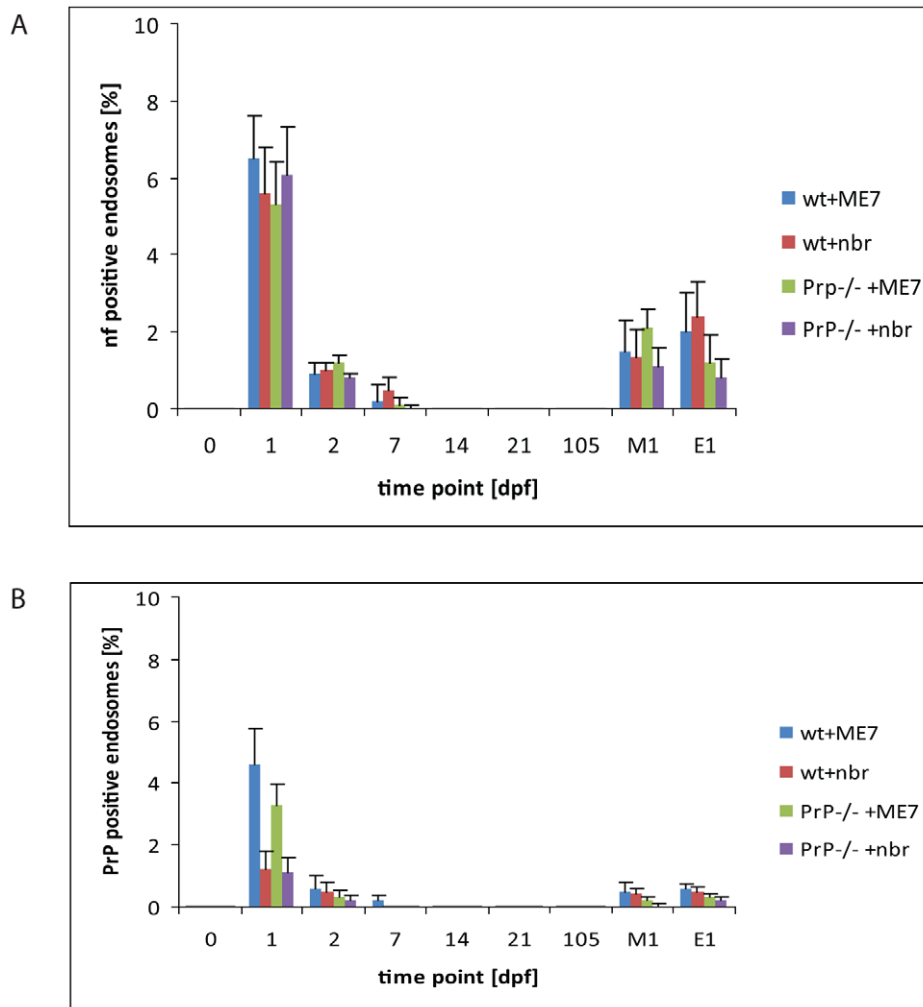 A
nf positive endosomes [%]
10
8
6
4
2
0
0 1 2 7 14 21 105 M1 E1
time point [dpf]
wt+ME7
wt+nbr
Prp-/- +ME7
PrP-/- +nbr
B
PrP positive endosomes [%]
10
8
6
4
2
0
0 1 2 7 14 21 105 M1 E1
time point [dpf]
wt+ME7
wt+nbr
PrP-/- +ME7
PrP-/- +nbr